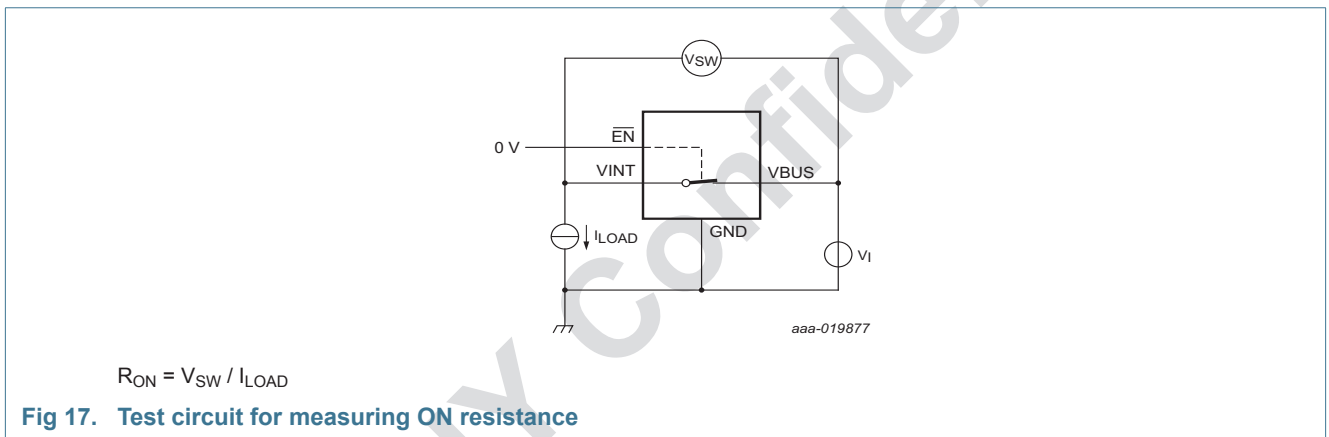 VSW
EN
0 V
VINT
VBUS
GND
ILOAD
VI
aaa-019877
RON = VSW / ILOAD
Fig 17. Test circuit for measuring ON resistance